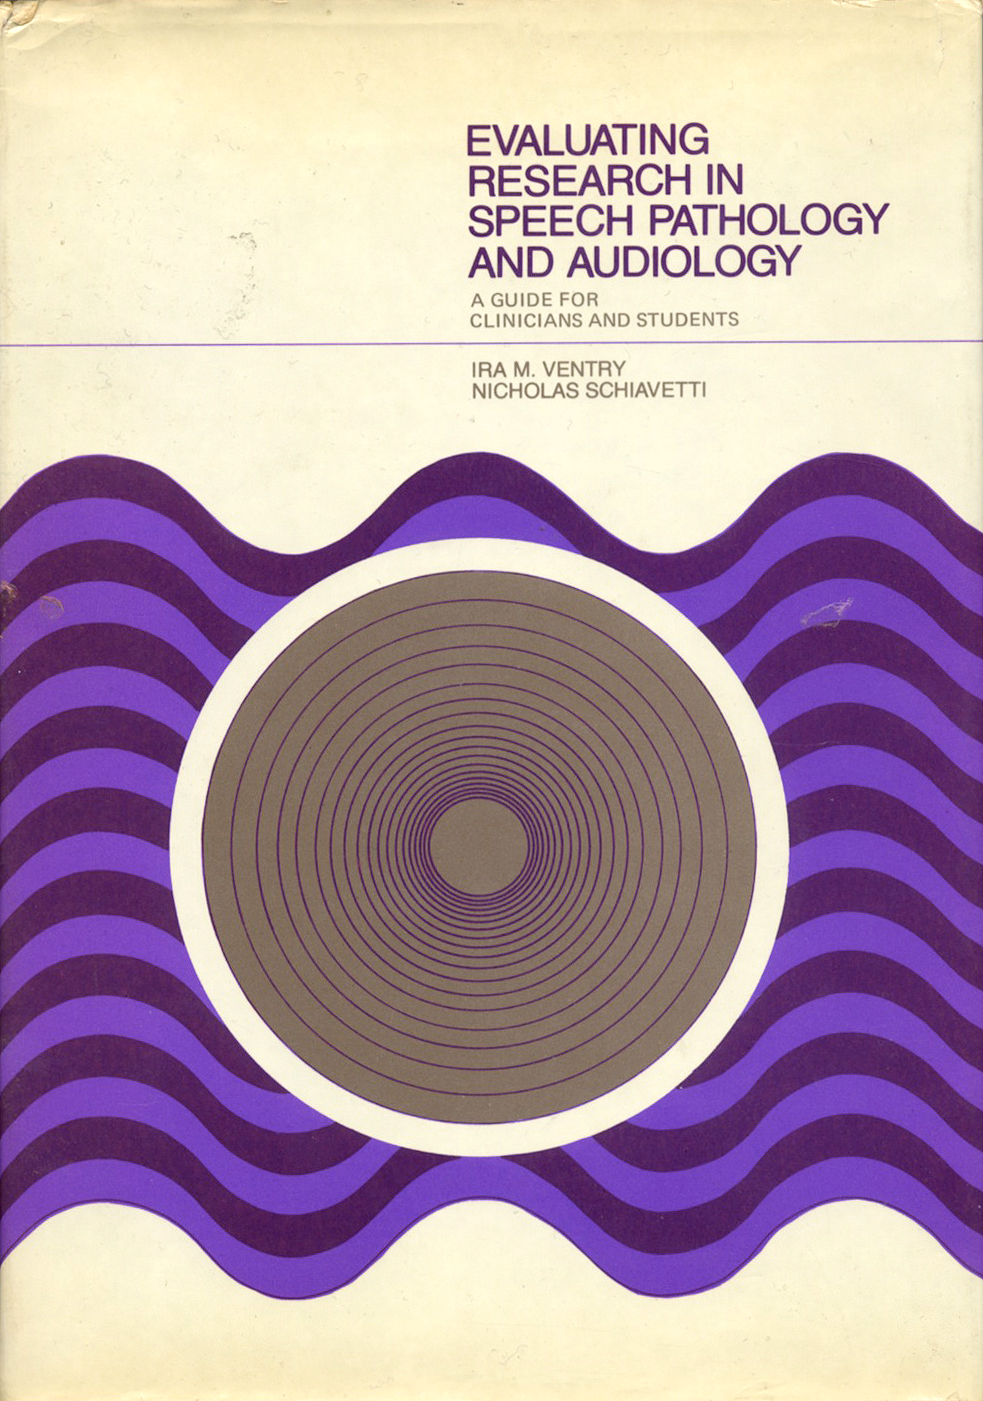 EVALUATING
RESEARCH IN
SPEECH PATHOLOGY
AND AUDIOLOGY
A GUIDE FOR
CLINICIANS AND STUDENTS
IRA M. VENTRY
NICHOLAS SCHIAVETTI